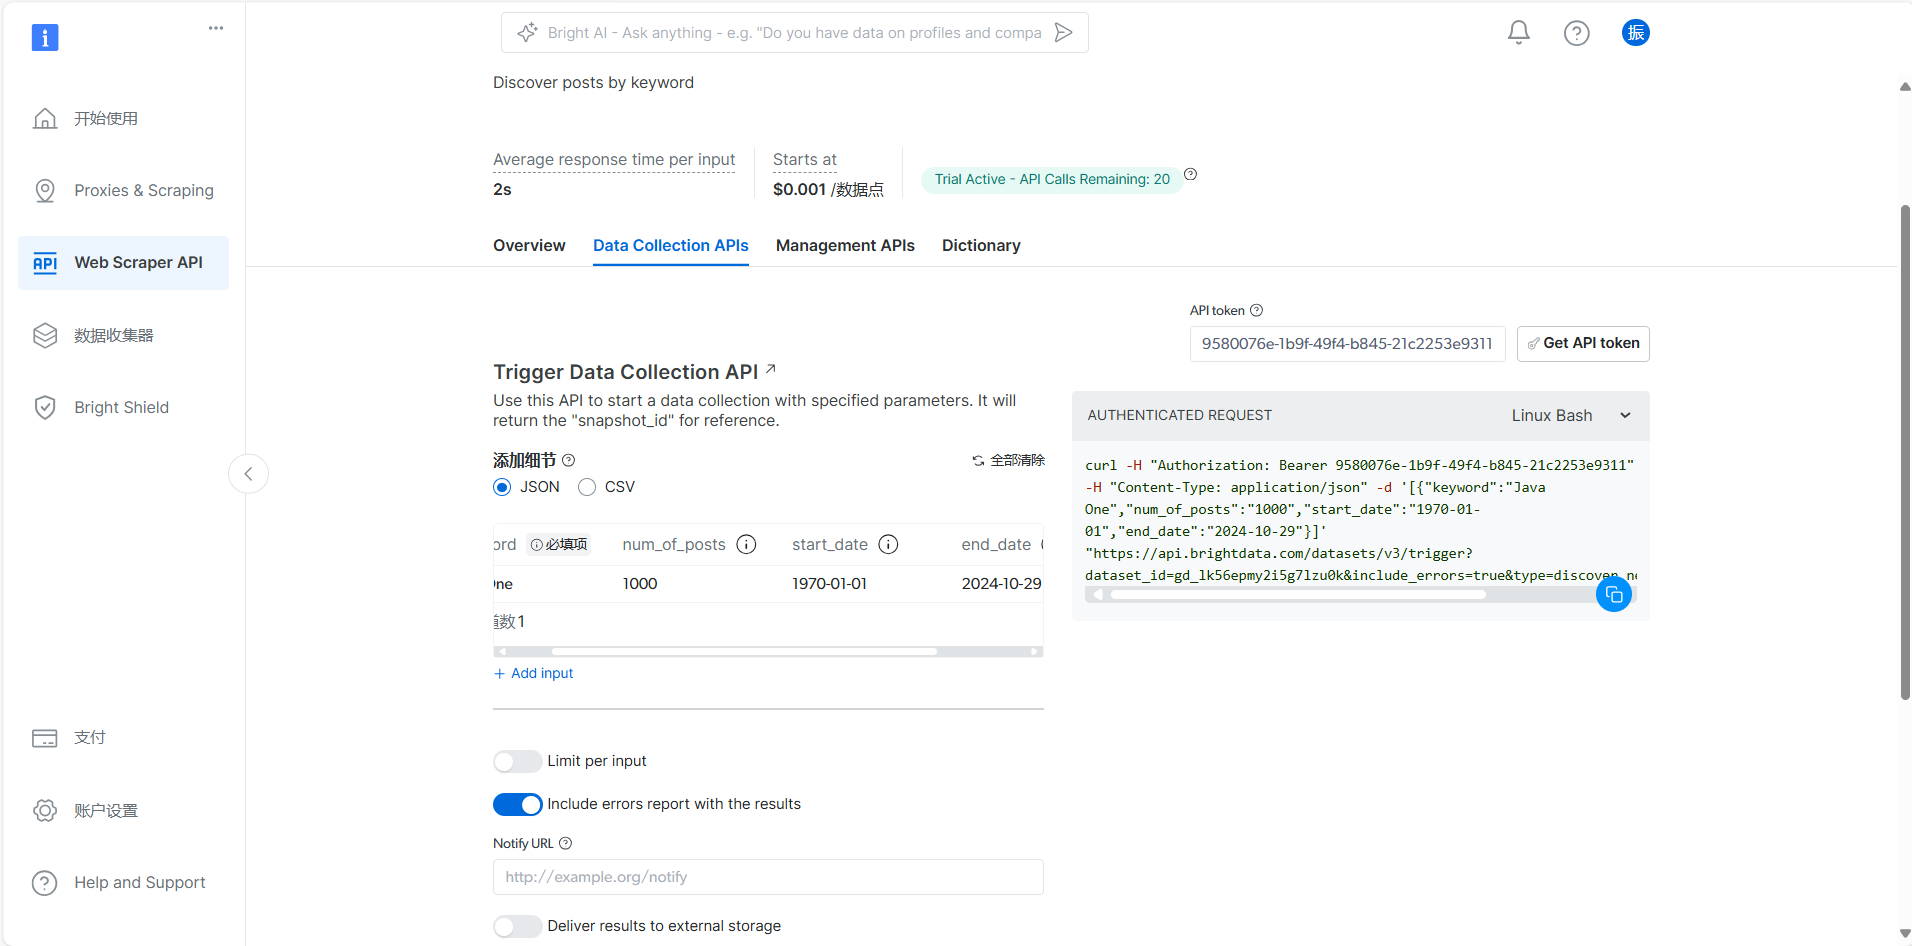 Bright AI - Ask anything - e.g. "Do you have data on profiles and compa
振
开始使用
Proxies & Scraping
Web Scraper API
数据收集器
Bright Shield
支付
账户设置
Help and Support
Discover posts by keyword
Average response time per input
2s
Starts at
$0.001 /数据点
Trial Active - API Calls Remaining: 20
Overview
Data Collection APIs
Management APIs
Dictionary
API token
9580076e-1b9f-49f4-b845-21c2253e9311
Get API token
Trigger Data Collection API
Use this API to start a data collection with specified parameters. It will
return the "snapshot_id" for reference.
添加细节
全部清除
JSON
CSV
ord
必填项
num_of_posts
start_date
end_date
One
1000
1970-01-01
2024-10-29
数 1
+ Add input
Limit per input
Include errors report with the results
Notify URL
http://example.org/notify
Deliver results to external storage
AUTHENTICATED REQUEST
Linux Bash
curl -H "Authorization: Bearer 9580076e-1b9f-49f4-b845-21c2253e9311"
-H "Content-Type: application/json" -d '[{"keyword":"Java
One","num_of_posts":"1000","start_date":"1970-01-
01","end_date":"2024-10-29"}]'
"https://api.brightdata.com/datasets/v3/trigger?
dataset_id=gd_lk56epmy2i5g7lzu0k&include_errors=true&type=discover_ne